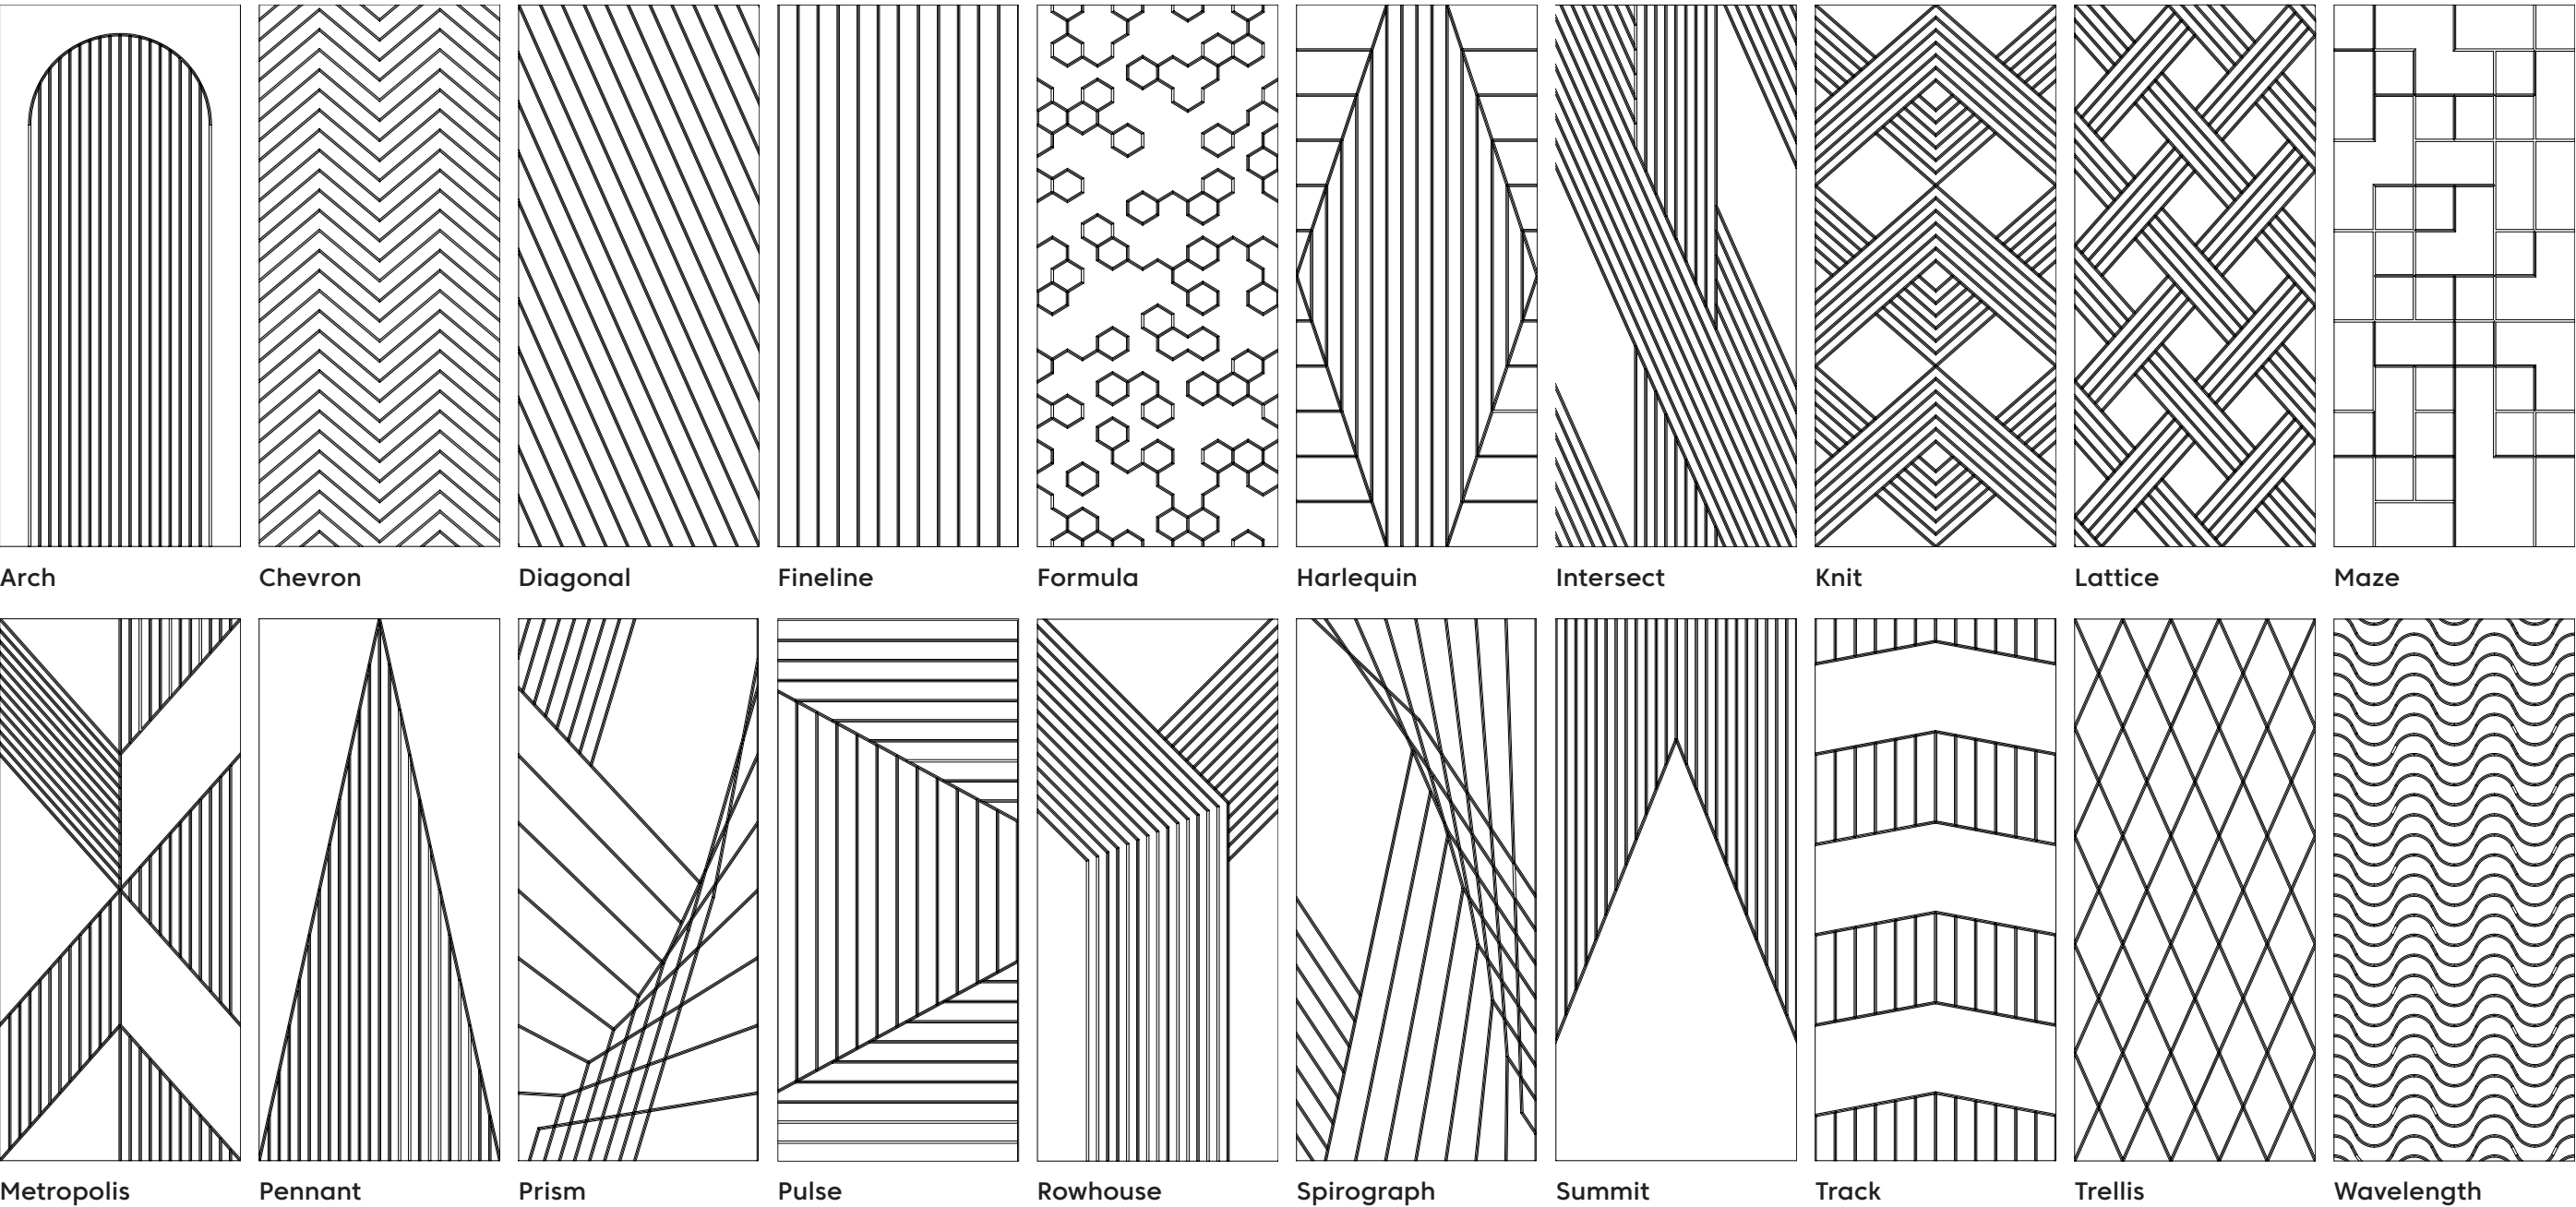 Arch Chevron Diagonal Fineline Formula Harlequin Intersect Knit Lattice Maze
Metropolis Pennant Prism Pulse Rowhouse Spirograph Summit Track Trellis Wavelength